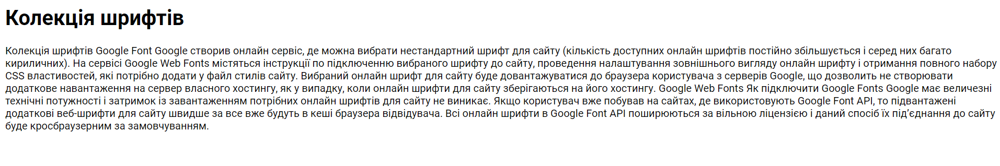 Колекція шрифтів
Колекція шрифтів Google Font Google створив онлайн сервіс, де можна вибрати нестандартний шрифт для сайту (кількість доступних онлайн шрифтів постійно збільшується і серед них багато
кириличних). На сервісі Google Web Fonts містяться інструкції по підключенню вибраного шрифту до сайту, проведення налаштування зовнішнього вигляду онлайн шрифту і отримання повного набору
CSS властивостей, які потрібно додати у файл стилів сайту. Вибраний онлайн шрифт для сайту буде довантажуватися до браузера користувача з серверів Google, що дозволить не створювати
додаткове навантаження на сервер власного хостингу, як у випадку, коли онлайн шрифти для сайту зберігаються на його хостингу. Google Web Fonts Як підключити Google Fonts Google має величезні
технічні потужності і затримок із завантаженням потрібних онлайн шрифтів для сайту не виникає. Якщо користувач вже побував на сайтах, де використовують Google Font API, то підвантажені
додаткові веб-шрифти для сайту швидше за все вже будуть в кеші браузера відвідувача. Всі онлайн шрифти в Google Font API поширюються за вільною ліцензією і даний спосіб їх під’єднання до сайту
буде кросбраузерним за замовчуванням.